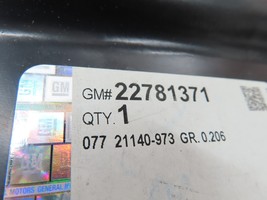 GM# 22781371
QTY. 1
077 21140-973 GR. 0.206
GM
MOTORS GENERAL